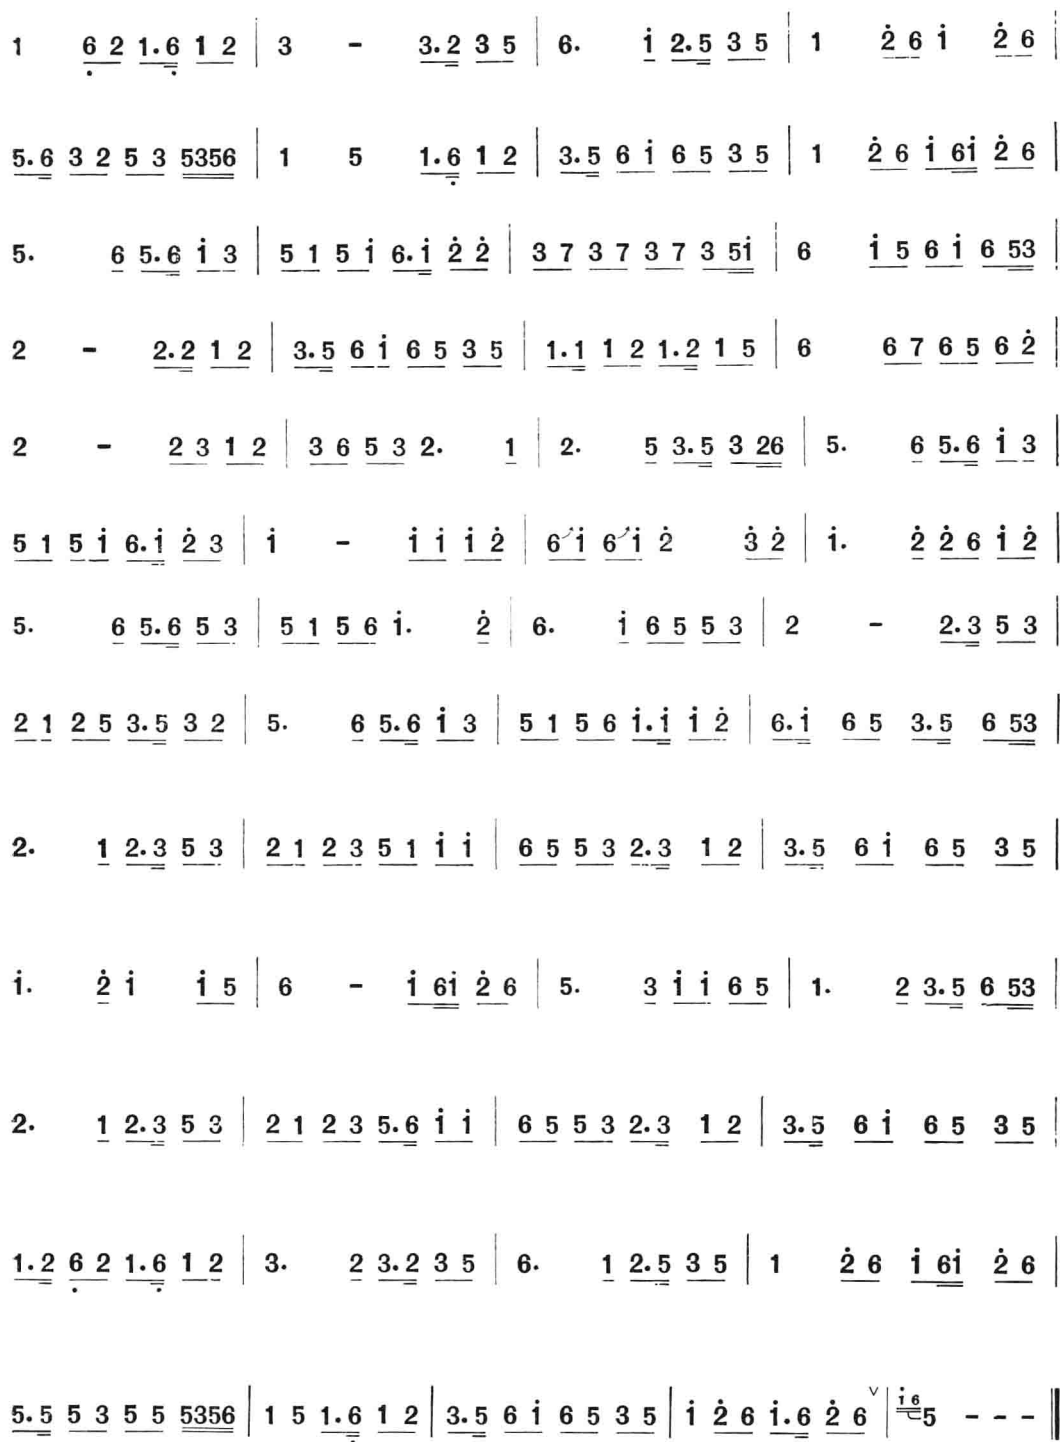 1 6̣ 2 1.6̣ 1 2 | 3 - 3.2 3 5 | 6. i 2.5 3 5 | 1 2̇ 6 i 2̇ 6 |
5.6 3 2 5 3 5356 | 1 5 1.6̣ 1 2 | 3.5 6 i 6 5 3 5 | 1 2̇ 6 i 6i 2̇ 6 |
5. 6 5.6 i 3 | 5 1 5 i 6.i 2̇ 2̇ | 3 7 3 7 3 7 3 5i | 6 i 5 6 i 6 53 |
2 - 2.2 1 2 | 3.5 6 i 6 5 3 5 | 1.1 1 2 1.2 1 5 | 6 6 7 6 5 6 2̇ |
2 - 2 3 1 2 | 3 6 5 3 2. 1 | 2. 5 3.5 3 26 | 5. 6 5.6 i 3 |
5 1 5 i 6.i 2̇ 3 | i - i i i 2̇ | 6 i 6 i 2̇ 3̇ 2̇ | i. 2̇ 2̇ 6 i 2̇ |
5. 6 5.6 5 3 | 5 1 5 6 i. 2̇ | 6. i 6 5 5 3 | 2 - 2.3 5 3 |
2 1 2 5 3.5 3 2 | 5. 6 5.6 i 3 | 5 1 5 6 i.i i 2̇ | 6.i 6 5 3.5 6 53 |
2. 1 2.3 5 3 | 2 1 2 3 5 1 i i | 6 5 5 3 2.3 1 2 | 3.5 6 i 6 5 3 5 |
i. 2̇ i i 5 | 6 - i 6i 2̇ 6 | 5. 3 i i 6 5 | 1. 2 3.5 6 53 |
2. 1 2.3 5 3 | 2 1 2 3 5.6 i i | 6 5 5 3 2.3 1 2 | 3.5 6 i 6 5 3 5 |
1.2 6̣ 2 1.6̣ 1 2 | 3. 2 3.2 3 5 | 6. 1 2.5 3 5 | 1 2̇ 6 i 6i 2̇ 6 |
5.5 5 3 5 5 5356 | 1 5 1.6̣ 1 2 | 3.5 6 i 6 5 3 5 | i 2̇ 6 i.6 2̇ 6 ᵛ | i6 5 - - - ‖